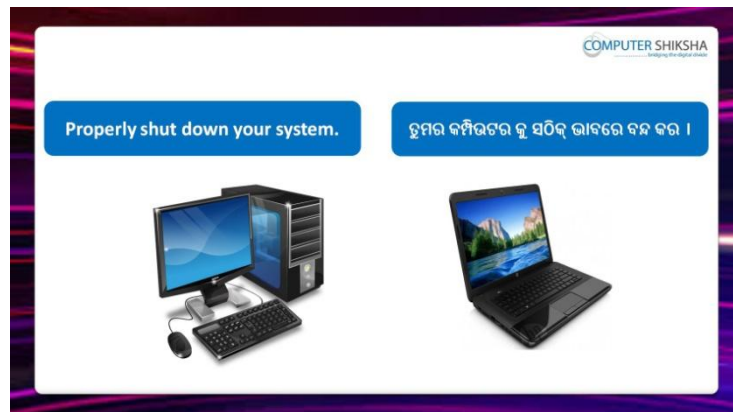 COMPUTER SHIKSHA
bridging the digital divide
Properly shut down your system.
ତୁମର କମ୍ପିଉଟର କୁ ସଠିକ୍ ଭାବରେ ବନ୍ଦ କର ।